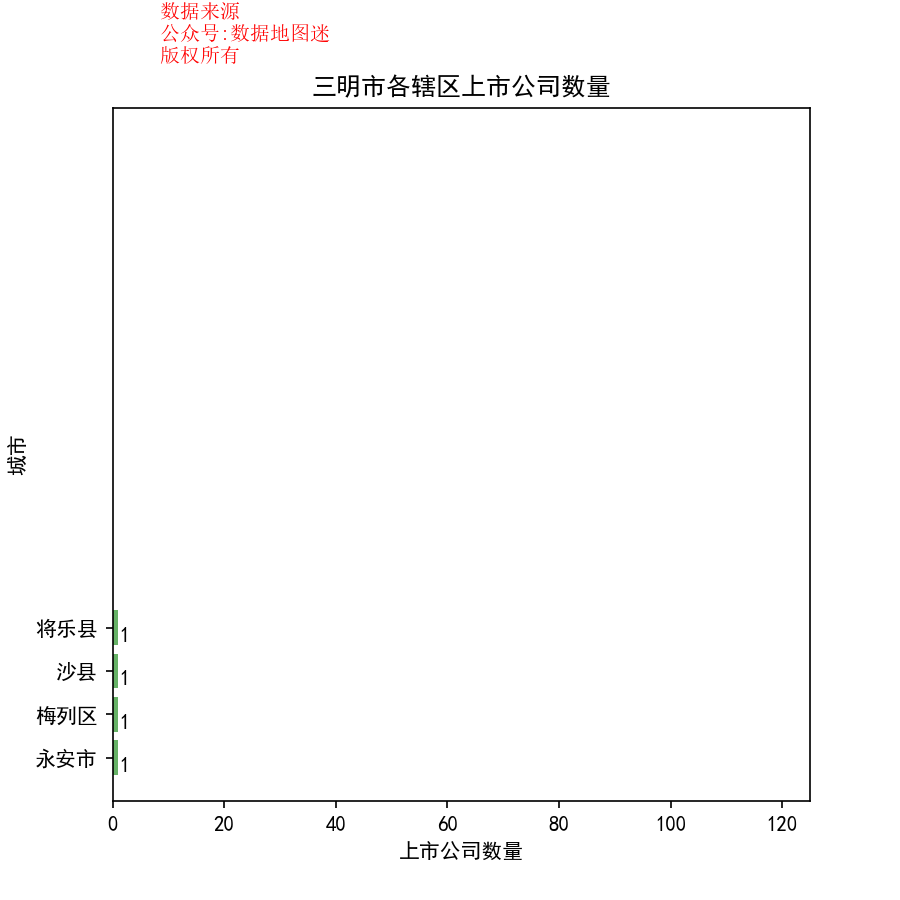 数据来源
公众号:数据地图迷
版权所有
三明市各辖区上市公司数量
城市
将乐县 1
沙县 1
梅列区 1
永安市 1
0 20 40 60 80 100 120
上市公司数量